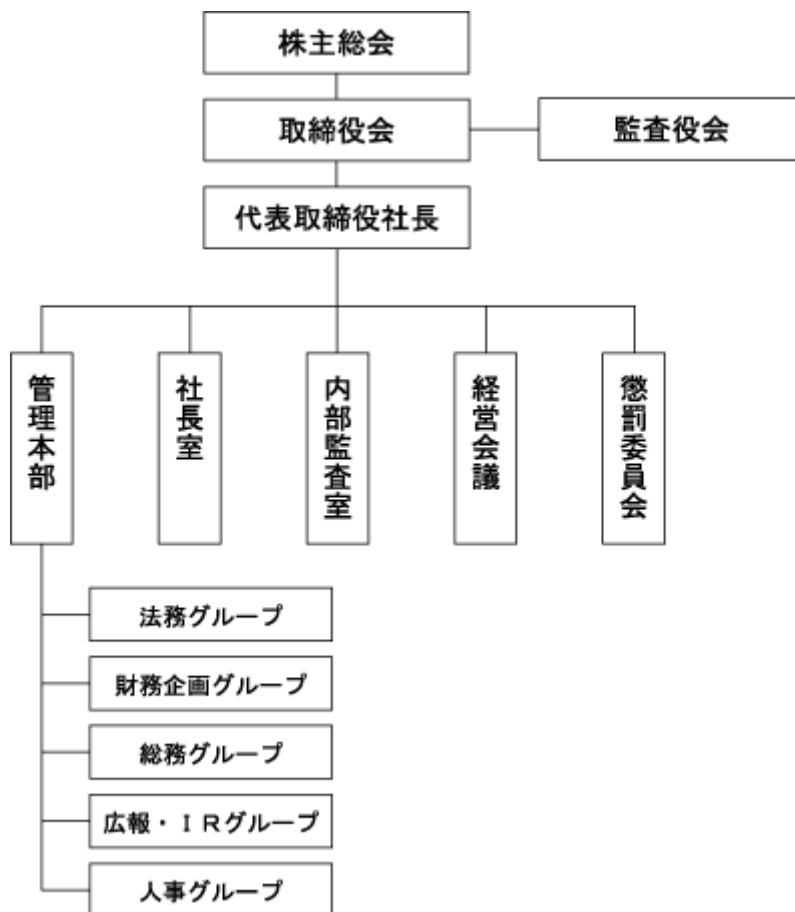 株主総会
取締役会
監査役会
代表取締役社長
管理本部
社長室
内部監査室
経営会議
懲罰委員会
法務グループ
財務企画グループ
総務グループ
広報・ＩＲグループ
人事グループ